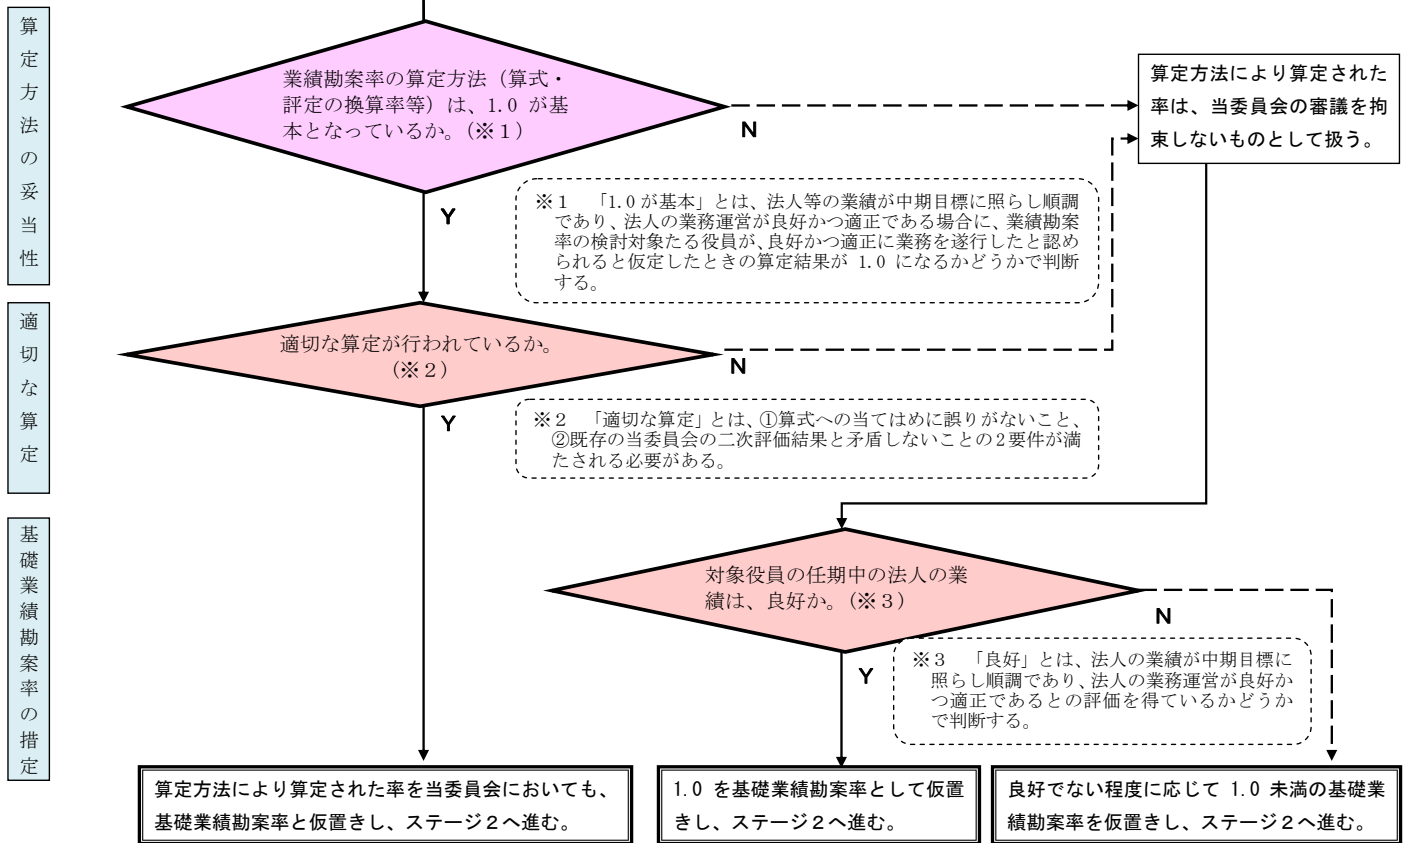 算定方法の妥当性
業績勘案率の算定方法（算式・
評定の換算率等）は、1.0 が基
本となっているか。（※１）
N
Y
算定方法により算定された
率は、当委員会の審議を拘
束しないものとして扱う。
※１　「1.0 が基本」とは、法人等の業績が中期目標に照らし順調
であり、法人の業務運営が良好かつ適正である場合に、業績勘案
率の検討対象たる役員が、良好かつ適正に業務を遂行したと認め
られると仮定したときの算定結果が 1.0 になるかどうかで判断
する。
適切な算定
適切な算定が行われているか。
（※２）
N
Y
※２　「適切な算定」とは、①算式への当てはめに誤りがないこと、
②既存の当委員会の二次評価結果と矛盾しないことの２要件が満
たされる必要がある。
基礎業績勘案率の措定
対象役員の任期中の法人の業
績は、良好か。（※３）
N
Y
※３　「良好」とは、法人の業績が中期目標に
照らし順調であり、法人の業務運営が良好か
つ適正であるとの評価を得ているかどうか
で判断する。
算定方法により算定された率を当委員会においても、
基礎業績勘案率と仮置きし、ステージ２へ進む。
1.0 を基礎業績勘案率として仮置
きし、ステージ２へ進む。
良好でない程度に応じて 1.0 未満の基礎業
績勘案率を仮置きし、ステージ２へ進む。